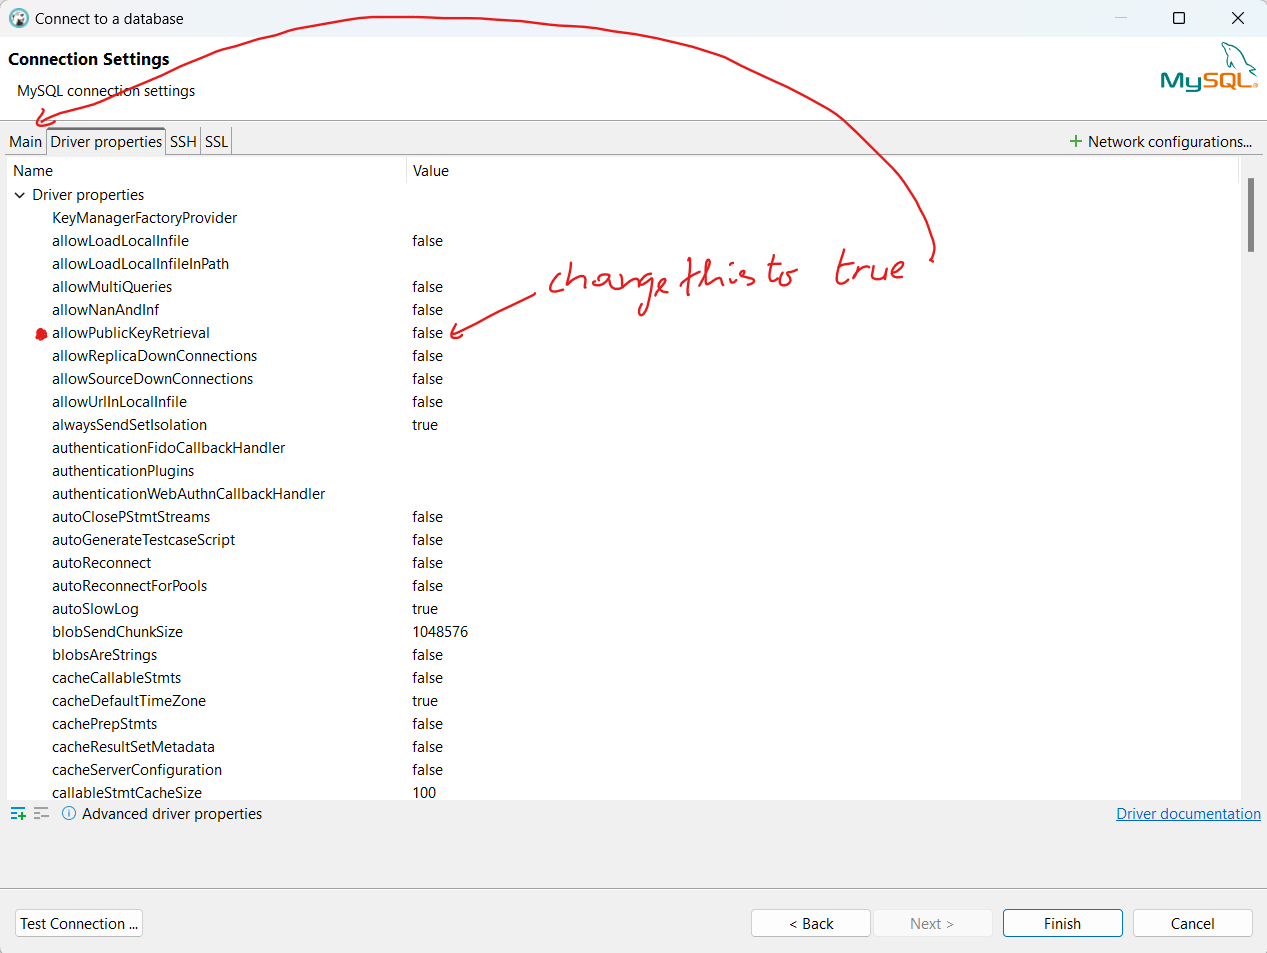 Connect to a database
Connection Settings
MySQL connection settings
MySQL®
Main Driver properties SSH SSL
Network configurations...
Name Value
Driver properties
KeyManagerFactoryProvider
allowLoadLocalInfile false
allowLoadLocalInfileInPath
allowMultiQueries false
change this to true
allowNanAndInf false
allowPublicKeyRetrieval false
allowReplicaDownConnections false
allowSourceDownConnections false
allowUrlInLocalInfile false
alwaysSendSetIsolation true
authenticationFidoCallbackHandler
authenticationPlugins
authenticationWebAuthnCallbackHandler
autoClosePStmtStreams false
autoGenerateTestcaseScript false
autoReconnect false
autoReconnectForPools false
autoSlowLog true
blobSendChunkSize 1048576
blobsAreStrings false
cacheCallableStmts false
cacheDefaultTimeZone true
cachePrepStmts false
cacheResultSetMetadata false
cacheServerConfiguration false
callableStmtCacheSize 100
Advanced driver properties Driver documentation
Test Connection ... < Back Next > Finish Cancel